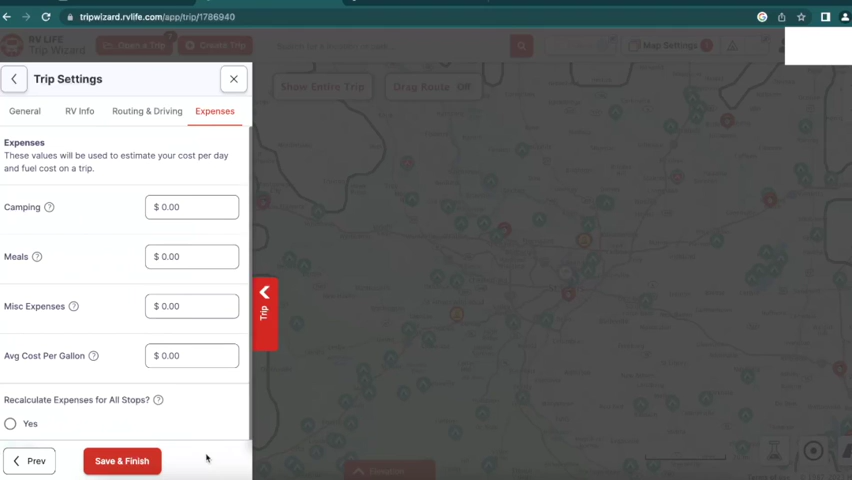 tripwizard.rvlife.com/app/trip/1786940
RV LIFE
Trip Wizard
Open a Trip
Create Trip
Map Settings
Trip Settings
Show Entire Trip
Drag Route Off
General
RV Info
Routing & Driving
Expenses
Expenses
These values will be used to estimate your cost per day
and fuel cost on a trip.
Camping ?
$ 0.00
Meals ?
$ 0.00
Misc Expenses ?
$ 0.00
Trip
Avg Cost Per Gallon ?
$ 0.00
Recalculate Expenses for All Stops? ?
Yes
Prev
Save & Finish
Elevation